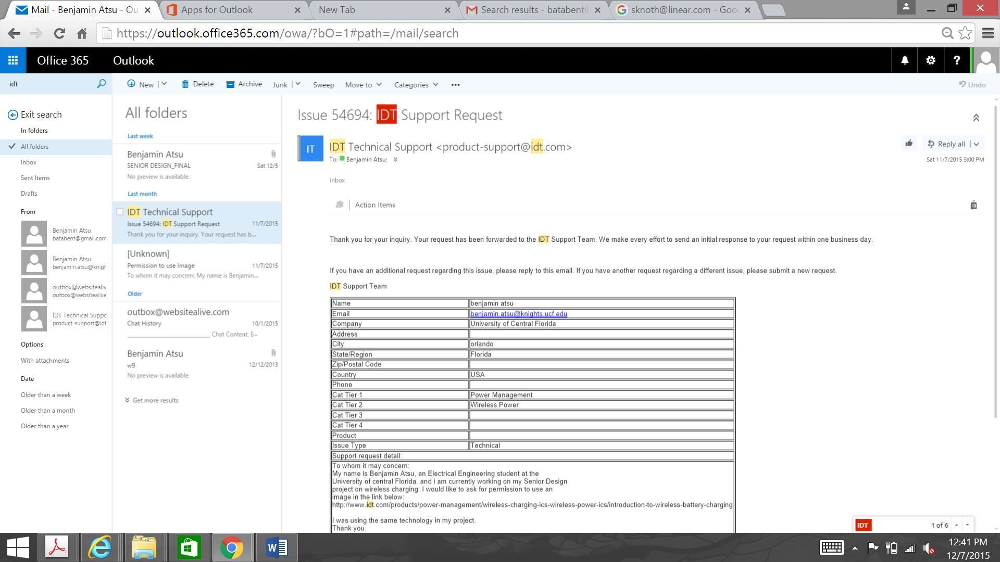 Mail - Benjamin Atsu - Ou
Apps for Outlook
New Tab
Search results - batabent@
sknoth@linear.com - Goo
https://outlook.office365.com/owa/?bO=1#path=/mail/search
Office 365
Outlook
?
idt
New
Delete
Archive
Junk
Sweep
Move to
Categories
Undo
Exit search
In folders
All folders
Inbox
Sent Items
Drafts
From
Benjamin Atsu
batabent@gmail.com
Benjamin Atsu
benjamin.atsu@knigh
outbox@websitealiv
outbox@websitealive
IDT Technical Suppo
product-support@idt
Options
With attachments
Date
Older than a week
Older than a month
Older than a year
All folders
Last week
Benjamin Atsu
SENIOR DESIGN_FINAL Sat 12/5
No preview is available.
Last month
IDT Technical Support
Issue 54694: IDT Support Request 11/7/2015
Thank you for your inquiry. Your request has b...
[Unknown]
Permission to use Image 11/7/2015
To whom it may concern: My name is Benjamin...
Older
outbox@websitealive.com
Chat History 10/1/2015
________________________ Chat Content: B...
Benjamin Atsu
w9 12/12/2013
No preview is available.
Get more results
Issue 54694: IDT Support Request
IT
IDT Technical Support <product-support@idt.com>
To: Benjamin Atsu;
Reply all
Sat 11/7/2015 5:00 PM
Inbox
Action Items
Thank you for your inquiry. Your request has been forwarded to the IDT Support Team. We make every effort to send an initial response to your request within one business day.
If you have an additional request regarding this issue, please reply to this email. If you have another request regarding a different issue, please submit a new request.
IDT Support Team
Name benjamin atsu
Email benjamin.atsu@knights.ucf.edu
Company University of Central Florida
Address
City orlando
State/Region Florida
Zip/Postal Code
Country USA
Phone
Cat Tier 1 Power Management
Cat Tier 2 Wireless Power
Cat Tier 3
Cat Tier 4
Product
Issue Type Technical
Support request detail:
To whom it may concern:
My name is Benjamin Atsu, an Electrical Engineering student at the
University of central Florida. and i am currently working on my Senior Design
project on wireless charging. I would like to ask for permission to use an
image in the link below:
http://www.idt.com/products/power-management/wireless-charging-ics-wireless-power-ics/introduction-to-wireless-battery-charging
I was using the same technology in my project.
Thank you.
IDT 1 of 6
12:41 PM
12/7/2015